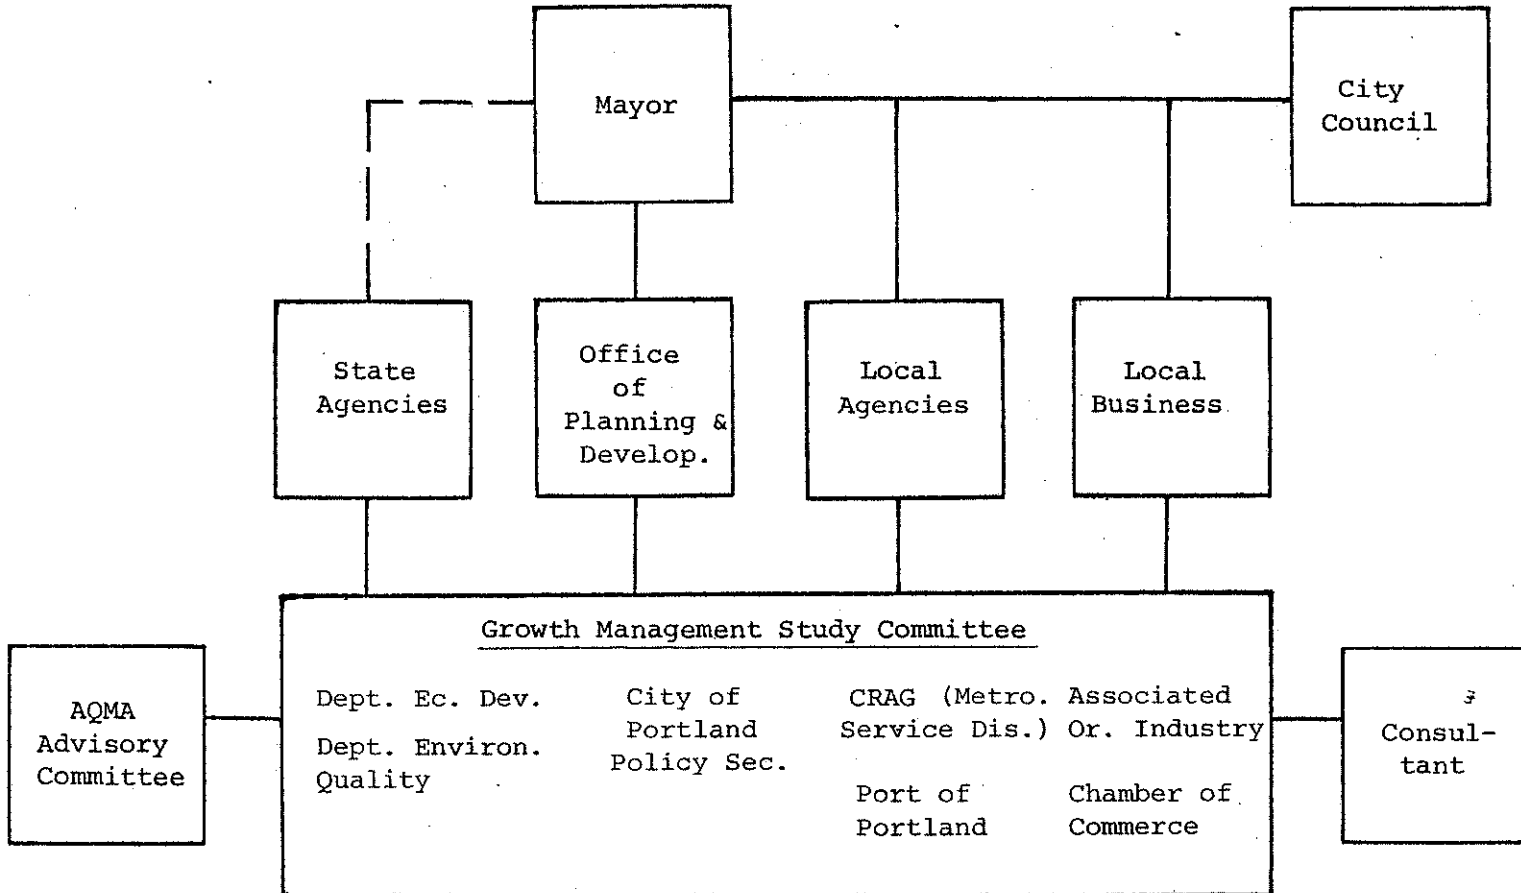 Mayor
City
Council
State
Agencies
Office
of
Planning &
Develop.
Local
Agencies
Local
Business
Growth Management Study Committee
AQMA
Advisory
Committee
Dept. Ec. Dev.
Dept. Environ.
Quality
City of
Portland
Policy Sec.
CRAG (Metro.
Service Dis.)
Port of
Portland
Associated
Or. Industry
Chamber of
Commerce
Consul-
tant